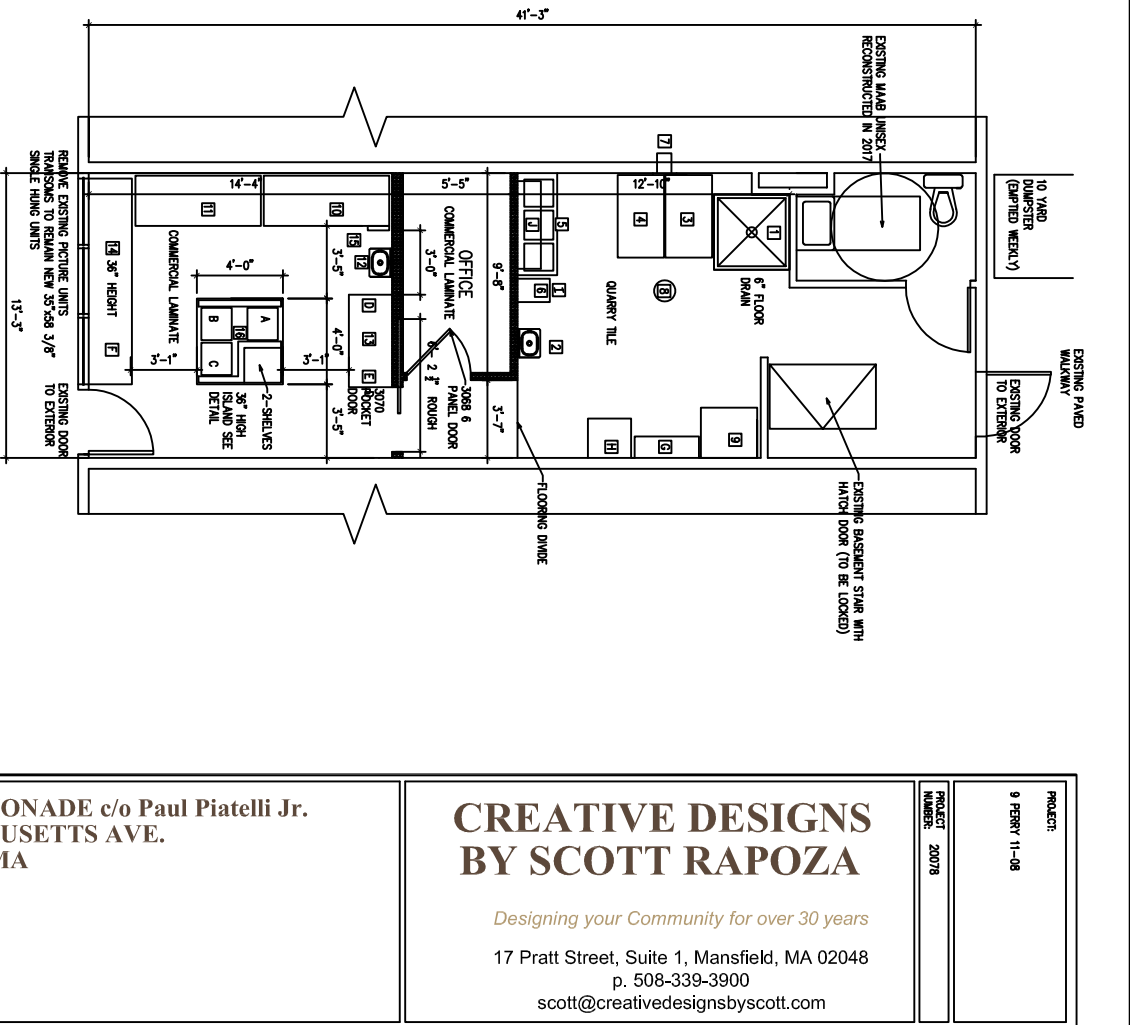 41'-3"
EXISTING MAAB UNISEX
RECONSTRUCTED IN 2017
10 YARD
DUMPSTER
(EMPTIED WEEKLY)
EXISTING PAVED
WALKWAY
EXISTING DOOR
TO EXTERIOR
7
14'-4"
5'-5"
12'-10"
11
10
4
3
1
5
J
COMMERCIAL LAMINATE
OFFICE
9'-8"
15
12
3'-5"
3'-0"
6
I
18
6" FLOOR
DRAIN
QUARRY TILE
2
14
36" HEIGHT
F
COMMERCIAL LAMINATE
4'-0"
A
B
16
C
D
13
E
4'-0"
3'-1"
3'-1"
2-SHELVES
36" HIGH
ISLAND SEE
DETAIL
3070
POCKET
DOOR
3'-5"
6'- 2 ½" ROUGH
3068 6
PANEL DOOR
3'-7"
H
G
9
REMOVE EXISTING PICTURE UNITS
TRANSOMS TO REMAIN NEW 35"x58 3/8"
SINGLE HUNG UNITS
EXISTING DOOR
TO EXTERIOR
13'-3"
FLOORING DIVIDE
EXISTING BASEMENT STAIR WITH
HATCH DOOR (TO BE LOCKED)
ONADE c/o Paul Piatelli Jr.
USETTS AVE.
MA
CREATIVE DESIGNS
BY SCOTT RAPOZA
Designing your Community for over 30 years
17 Pratt Street, Suite 1, Mansfield, MA 02048
p. 508-339-3900
scott@creativedesignsbyscott.com
PROJECT
NUMBER: 20078
PROJECT:
9 PERRY 11-08